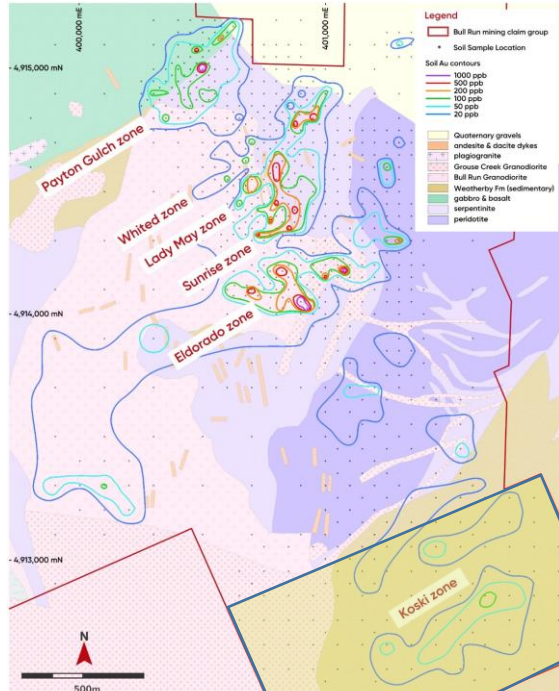 400,000 mE
401,000 mE
4,915,000 mN
4,914,000 mN
4,913,000 mN
Legend
Bull Run mining claim group
Soil Sample Location
Soil Au contours
1000 ppb
500 ppb
200 ppb
100 ppb
50 ppb
20 ppb
Quaternary gravels
andesite & dacite dykes
plagiogranite
Grouse Creek Granodiorite
Bull Run Granodiorite
Weatherby Fm (sedimentary)
gabbro & basalt
serpentinite
peridotite
Payton Gulch zone
Whited zone
Lady May zone
Sunrise zone
Eldorado zone
Koski zone
N
500m